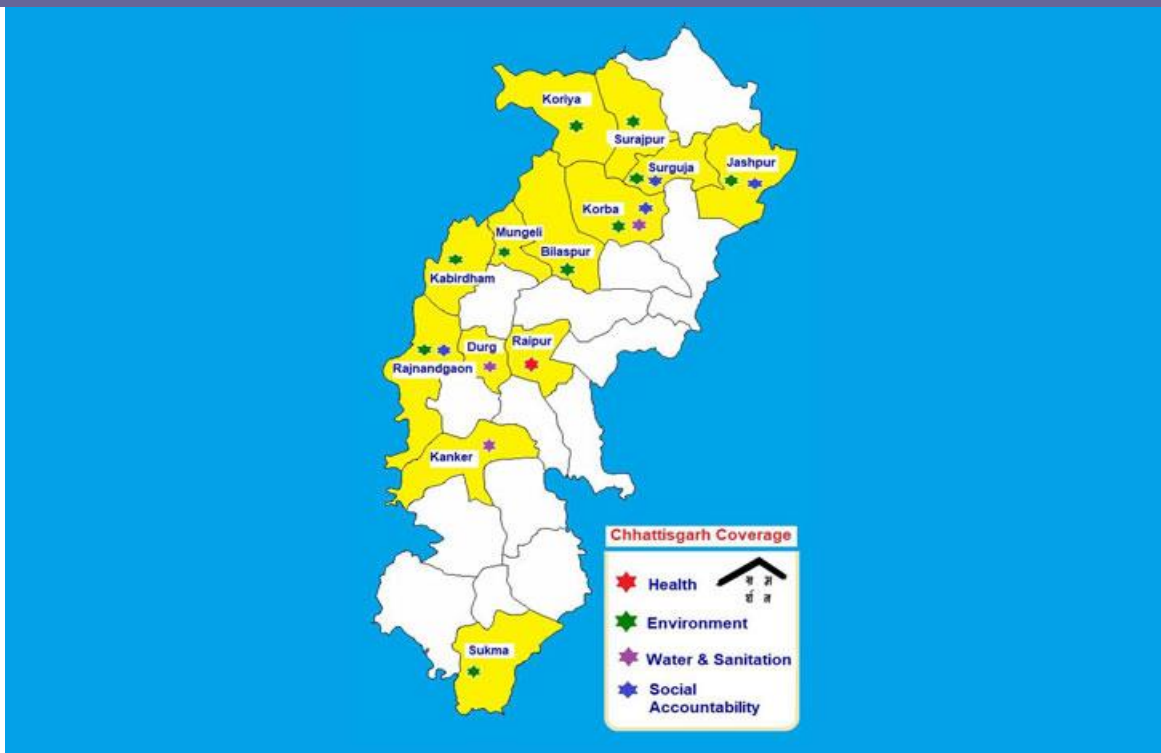 Koriya
Surajpur
Surguja
Jashpur
Korba
Mungeli
Bilaspur
Kabirdham
Durg
Raipur
Rajnandgaon
Kanker
Sukma
Chhattisgarh Coverage
Health
स म
र्थ न
Environment
Water & Sanitation
Social
Accountability